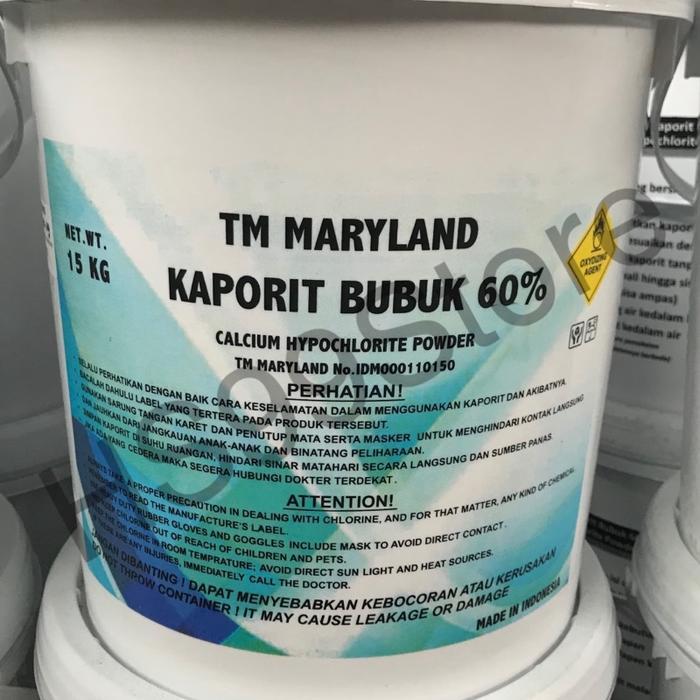 NET.WT.
15 KG
TM MARYLAND
KAPORIT BUBUK 60%
OXYDIZING
AGENT
CALCIUM HYPOCHLORITE POWDER
TM MARYLAND No.IDM000110150
PERHATIAN!
SELALU PERHATIKAN DENGAN BAIK CARA KESELAMATAN DALAM MENGGUNAKAN KAPORIT DAN AKIBATNYA.
BACALAH DAHULU LABEL YANG TERTERA PADA PRODUK TERSEBUT.
GUNAKAN SARUNG TANGAN KARET DAN PENUTUP MATA SERTA MASKER UNTUK MENGHINDARI KONTAK LANGSUNG
DAN JAUHKAN DARI JANGKAUAN ANAK-ANAK DAN BINATANG PELIHARAAN.
SIMPAN KAPORIT DI SUHU RUANGAN, HINDARI SINAR MATAHARI SECARA LANGSUNG DAN SUMBER PANAS.
JIKA ADA YANG CEDERA MAKA SEGERA HUBUNGI DOKTER TERDEKAT.
ATTENTION!
ALWAYS TAKE A PROPER PRECAUTION IN DEALING WITH CHLORINE, AND FOR THAT MATTER, ANY KIND OF CHEMICAL.
TO READ THE MANUFACTURE'S LABEL.
HEAVY DUTY RUBBER GLOVES AND GOGGLES INCLUDE MASK TO AVOID DIRECT CONTACT.
CHLORINE OUT OF REACH OF CHILDREN AND PETS.
THE CHLORINE IN ROOM TEMPRATURE; AVOID DIRECT SUN LIGHT AND HEAT SOURCES.
THERE ARE ANY INJURIES, IMMEDIATELY CALL THE DOCTOR.
JANGAN DIBANTING ! DAPAT MENYEBABKAN KEBOCORAN ATAU KERUSAKAN
DO NOT THROW CONTAINER ! IT MAY CAUSE LEAKAGE OR DAMAGE
MADE IN INDONESIA